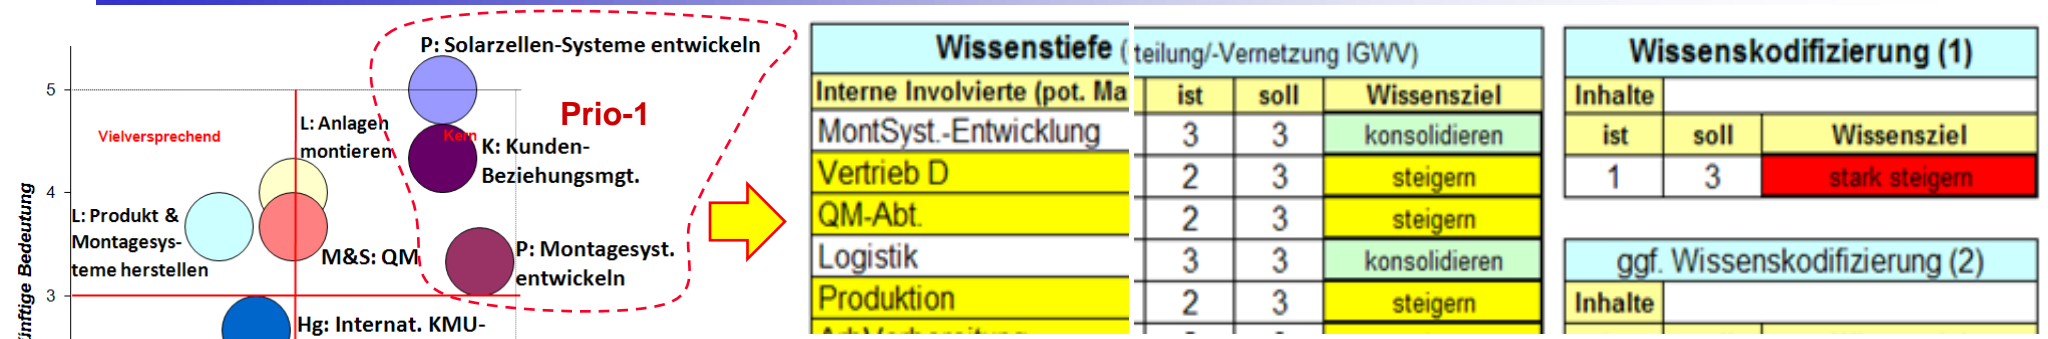 P: Solarzellen-Systeme entwickeln
Prio-1
5
Vielversprechend
L: Anlagen
montieren
Kern
K: Kunden-
Beziehungsmgt.
4
L: Produkt &
Montagesys-
teme herstellen
M&S: QM
P: Montagesyst.
entwickeln
3
Hg: Internat. KMU-
Bedeutung
Wissenstiefe ( teilung/-Vernetzung IGWV)
Interne Involvierte (pot. Ma ist soll Wissensziel
MontSyst.-Entwicklung 3 3 konsolidieren
Vertrieb D 2 3 steigern
QM-Abt. 2 3 steigern
Logistik 3 3 konsolidieren
Produktion 2 3 steigern
Wissenskodifizierung (1)
Inhalte
ist soll Wissensziel
1 3 stark steigern
ggf. Wissenskodifizierung (2)
Inhalte